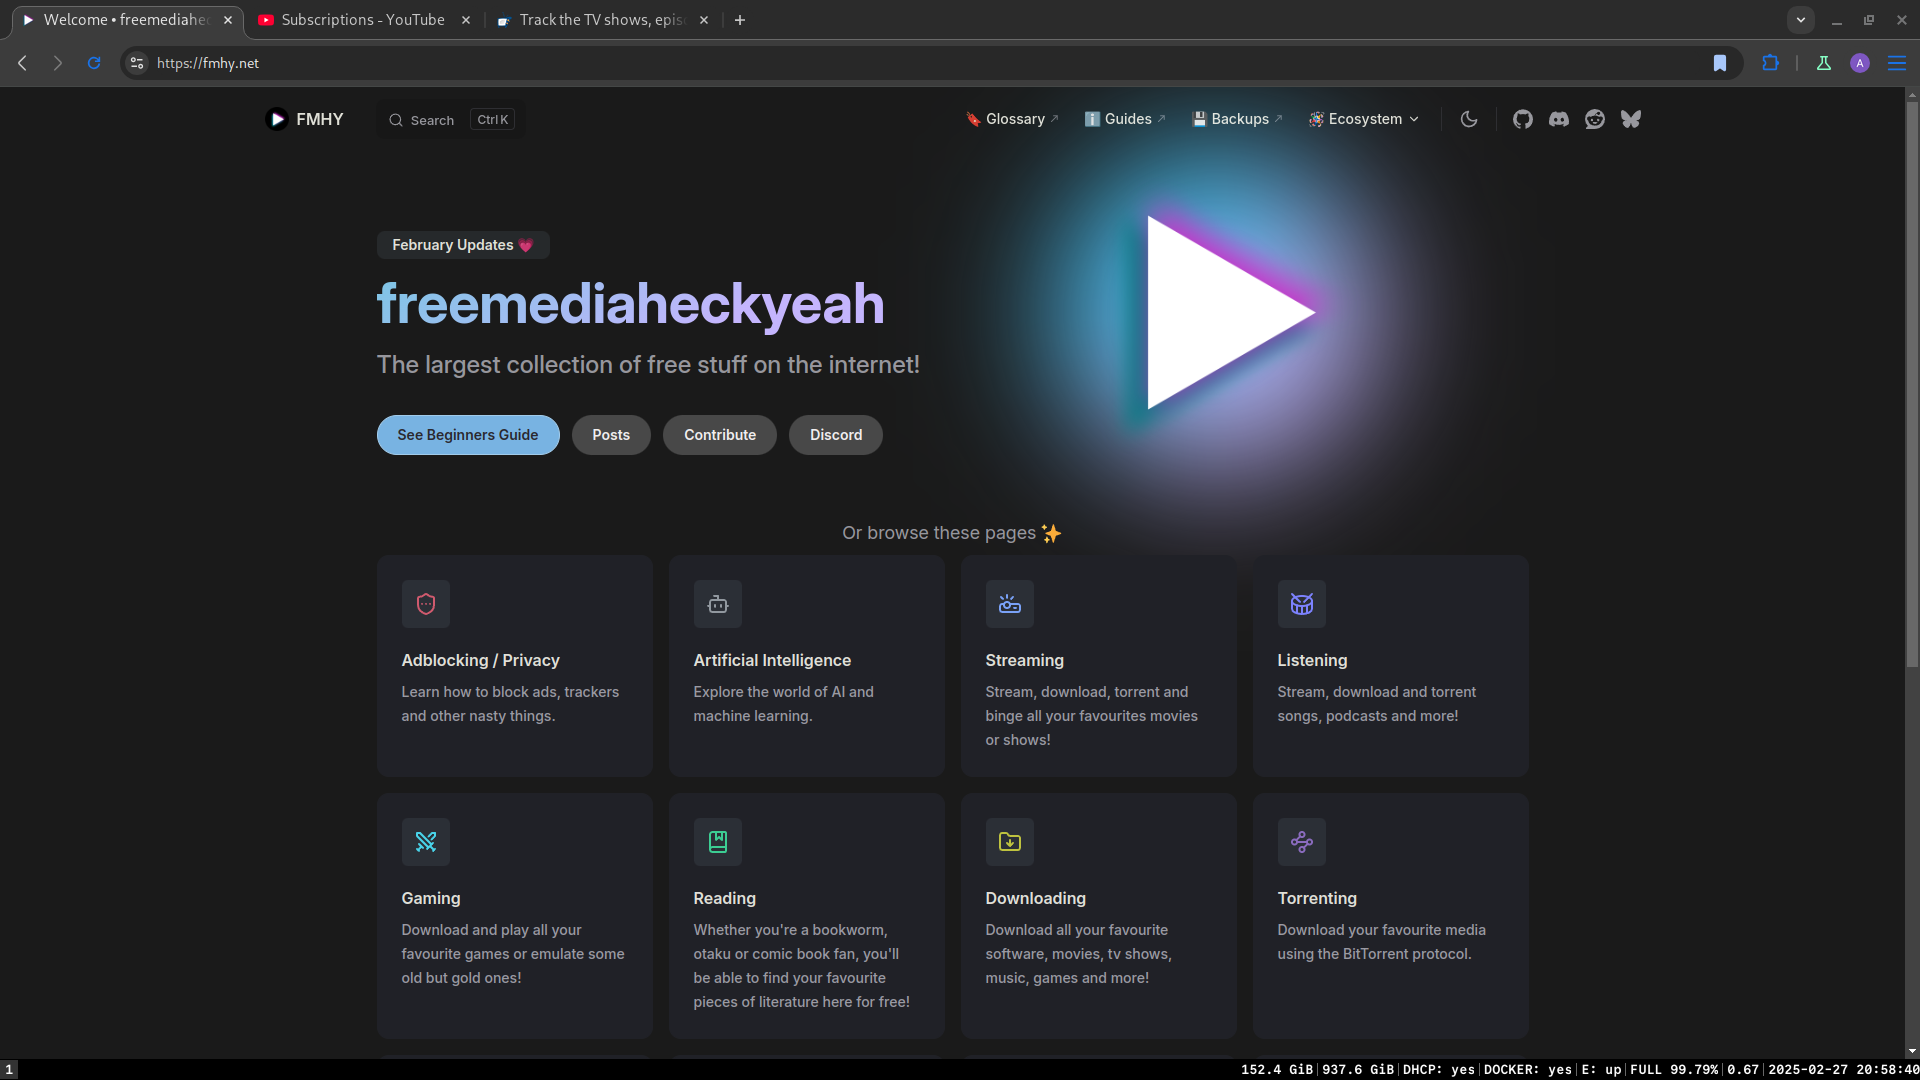 Welcome • freemediahec
Subscriptions - YouTube
Track the TV shows, epis
https://fmhy.net
A
FMHY
Search
Ctrl K
Glossary
Guides
Backups
Ecosystem
February Updates
freemediaheckyeah
The largest collection of free stuff on the internet!
See Beginners Guide
Posts
Contribute
Discord
Or browse these pages
Adblocking / Privacy
Learn how to block ads, trackers
and other nasty things.
Artificial Intelligence
Explore the world of AI and
machine learning.
Streaming
Stream, download, torrent and
binge all your favourites movies
or shows!
Listening
Stream, download and torrent
songs, podcasts and more!
Gaming
Download and play all your
favourite games or emulate some
old but gold ones!
Reading
Whether you're a bookworm,
otaku or comic book fan, you'll
be able to find your favourite
pieces of literature here for free!
Downloading
Download all your favourite
software, movies, tv shows,
music, games and more!
Torrenting
Download your favourite media
using the BitTorrent protocol.
1
152.4 GiB|937.6 GiB|DHCP: yes|DOCKER: yes|E: up|FULL 99.79%|0.67|2025-02-27 20:58:40